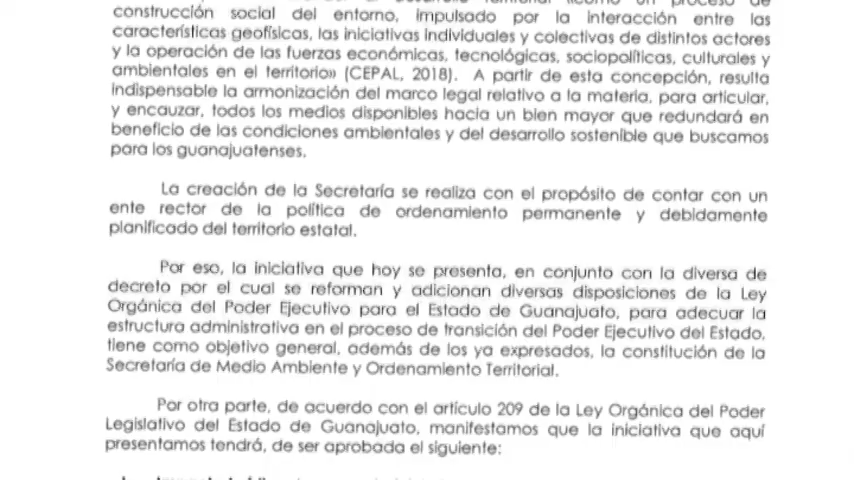 construcción social del entorno, impulsado por la interacción entre las
características geofísicas, las iniciativas individuales y colectivas de distintos actores
y la operación de las fuerzas económicas, tecnológicas, sociopolíticas, culturales y
ambientales en el territorio» (CEPAL, 2018). A partir de esta concepción, resulta
indispensable la armonización del marco legal relativo a la materia, para articular,
y encauzar, todos los medios disponibles hacia un bien mayor que redundará en
beneficio de las condiciones ambientales y del desarrollo sostenible que buscamos
para los guanajuatenses.
La creación de la Secretaría se realiza con el propósito de contar con un
ente rector de la política de ordenamiento permanente y debidamente
planificado del territorio estatal.
Por eso, la iniciativa que hoy se presenta, en conjunto con la diversa de
decreto por el cual se reforman y adicionan diversas disposiciones de la Ley
Orgánica del Poder Ejecutivo para el Estado de Guanajuato, para adecuar la
estructura administrativa en el proceso de transición del Poder Ejecutivo del Estado,
tiene como objetivo general, además de los ya expresados, la constitución de la
Secretaría de Medio Ambiente y Ordenamiento Territorial.
Por otra parte, de acuerdo con el artículo 209 de la Ley Orgánica del Poder
Legislativo del Estado de Guanajuato, manifestamos que la iniciativa que aquí
presentamos tendrá, de ser aprobada el siguiente: